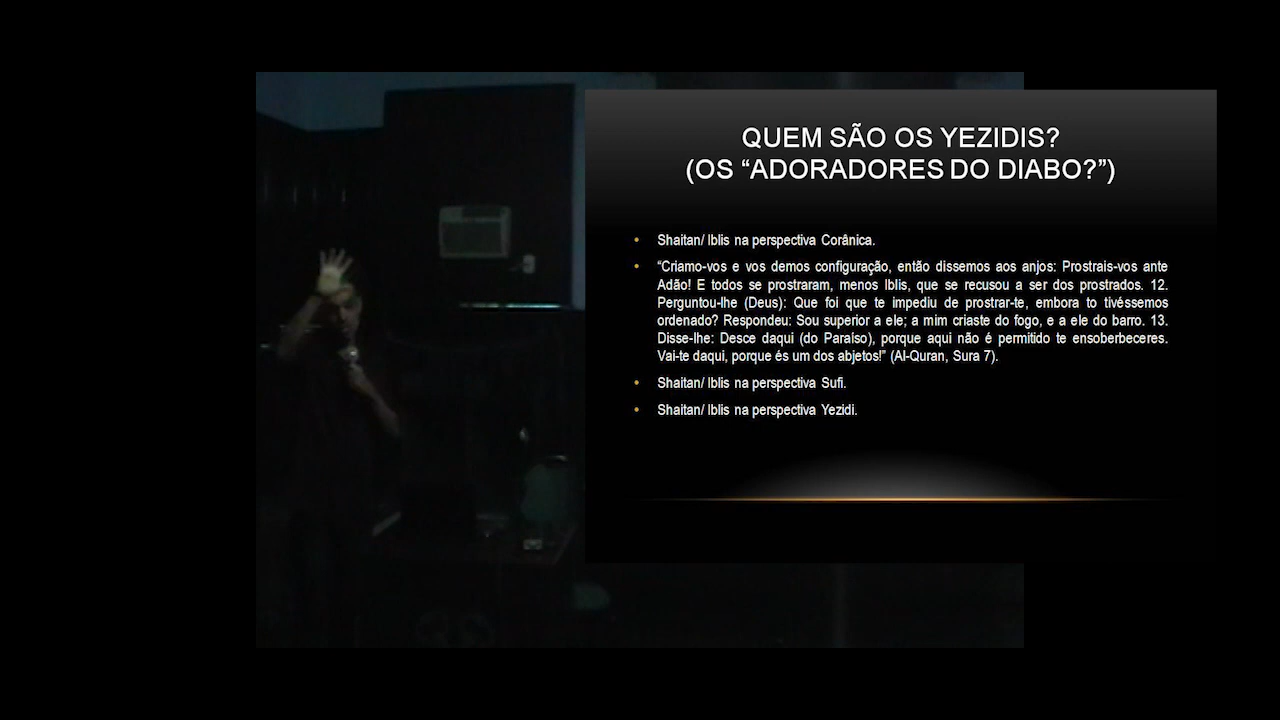 QUEM SÃO OS YEZIDIS?
(OS “ADORADORES DO DIABO?”)
• Shaitan/ Iblis na perspectiva Corânica.
• “Criamo-vos e vos demos configuração, então dissemos aos anjos: Prostrais-vos ante
Adão! E todos se prostraram, menos Iblis, que se recusou a ser dos prostrados. 12.
Perguntou-lhe (Deus): Que foi que te impediu de prostrar-te, embora to tivéssemos
ordenado? Respondeu: Sou superior a ele; a mim criaste do fogo, e a ele do barro. 13.
Disse-lhe: Desce daqui (do Paraíso), porque aqui não é permitido te ensoberbeceres.
Vai-te daqui, porque és um dos abjetos!” (Al-Quran, Sura 7).
• Shaitan/ Iblis na perspectiva Sufi.
• Shaitan/ Iblis na perspectiva Yezidi.